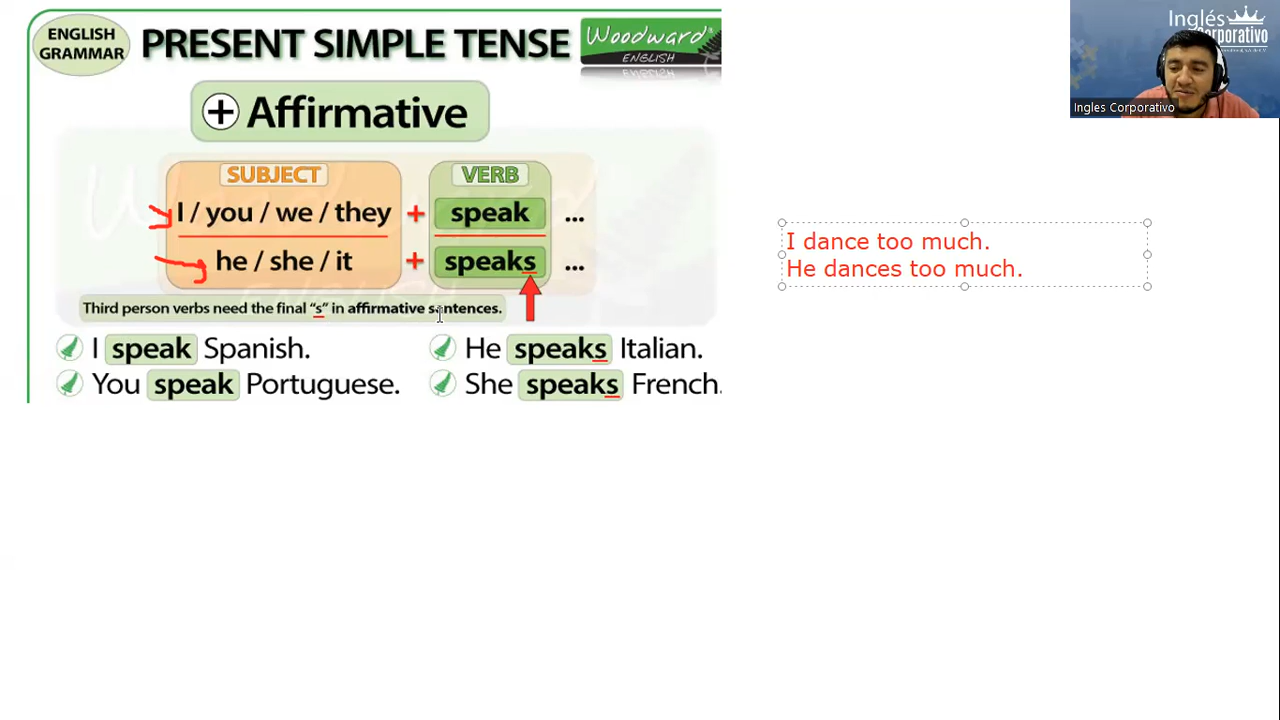 ENGLISH
GRAMMAR
PRESENT SIMPLE TENSE
Woodward®
ENGLISH
+ Affirmative
SUBJECT
VERB
I / you / we / they + speak ...
he / she / it + speaks ...
Third person verbs need the final “s” in affirmative sentences.
I speak Spanish.
He speaks Italian.
You speak Portuguese.
She speaks French.
I dance too much.
He dances too much.
Inglés
Corporativo
Ingles Corporativo